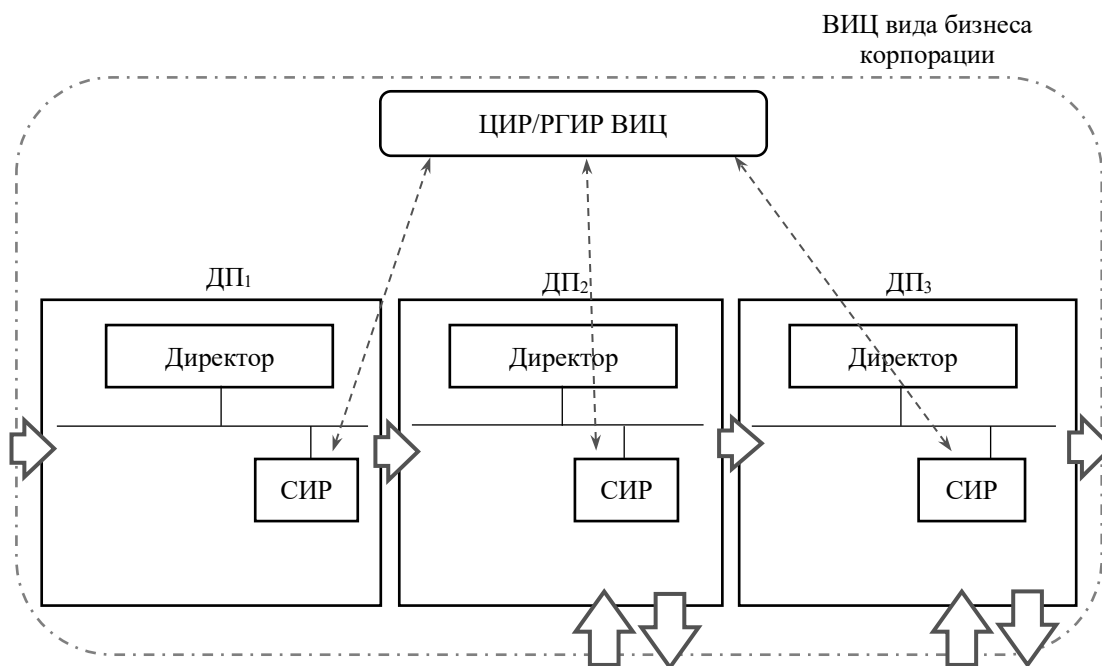 ВИЦ вида бизнеса
корпорации
ЦИР/РГИР ВИЦ
ДП₁
ДП₂
ДП₃
Директор
Директор
Директор
СИР
СИР
СИР